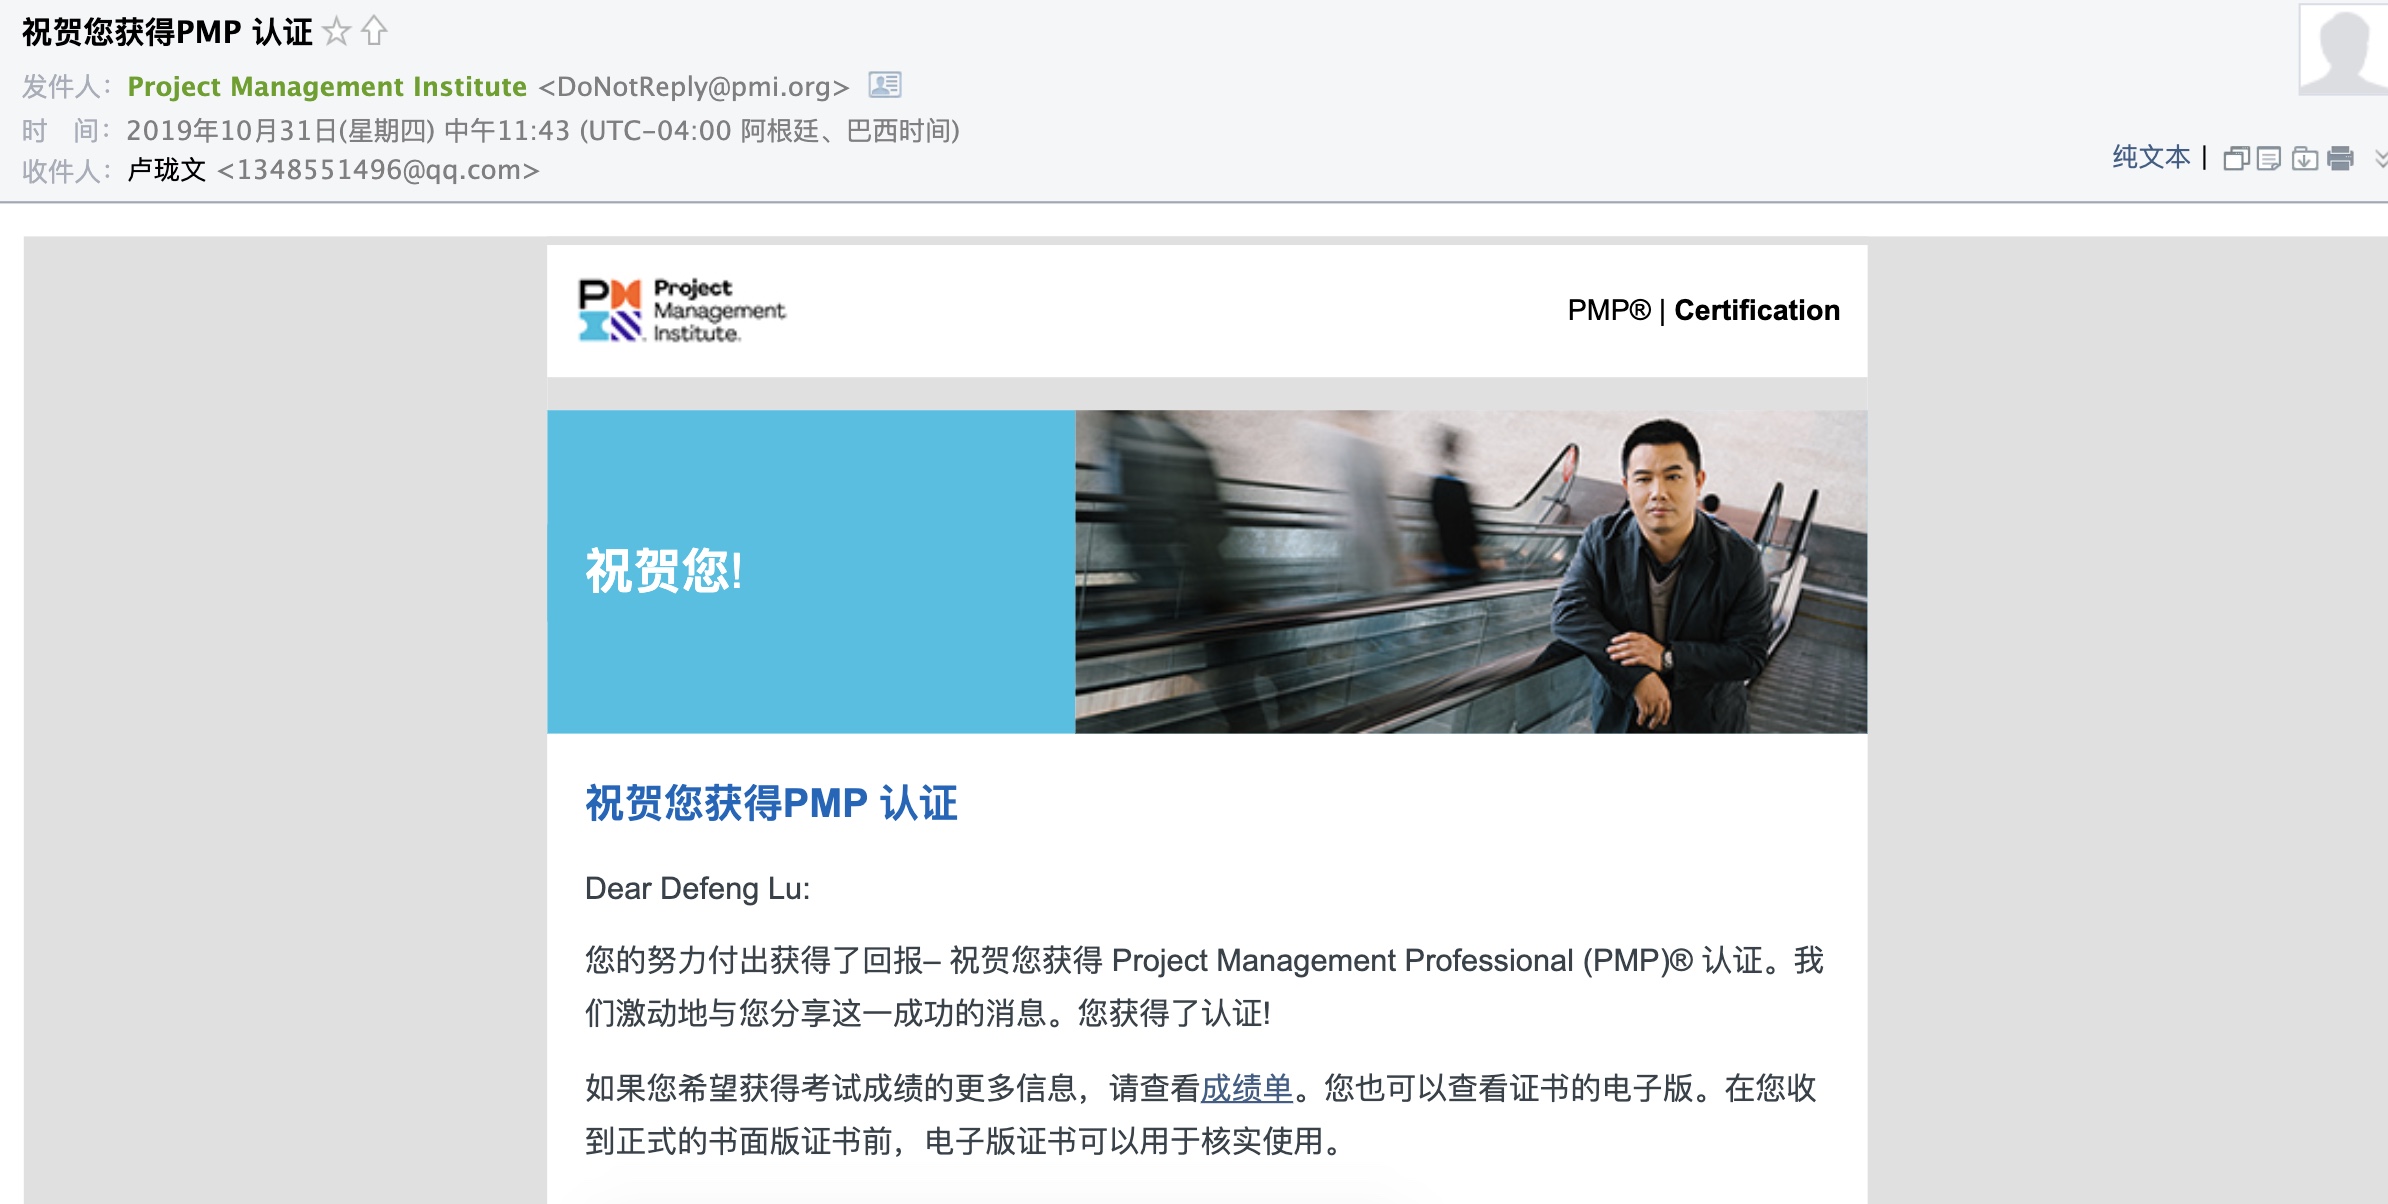 祝贺您获得PMP 认证
发件人：Project Management Institute <DoNotReply@pmi.org>
时 间：2019年10月31日(星期四) 中午11:43 (UTC-04:00 阿根廷、巴西时间)
收件人：卢珑文 <1348551496@qq.com>
纯文本 |
Project
Management
Institute.
PMP® | Certification
祝贺您!
祝贺您获得PMP 认证
Dear Defeng Lu:
您的努力付出获得了回报– 祝贺您获得 Project Management Professional (PMP)® 认证。我
们激动地与您分享这一成功的消息。您获得了认证!
如果您希望获得考试成绩的更多信息，请查看成绩单。您也可以查看证书的电子版。在您收
到正式的书面版证书前，电子版证书可以用于核实使用。